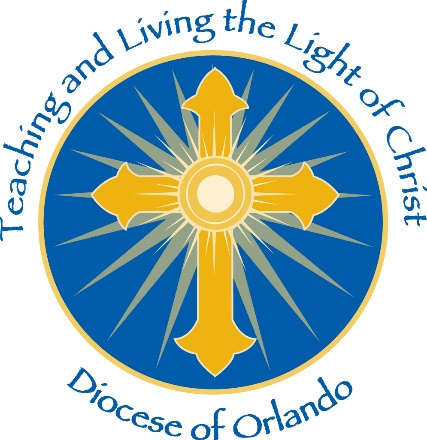 Teaching and Living the Light of Christ
Diocese of Orlando